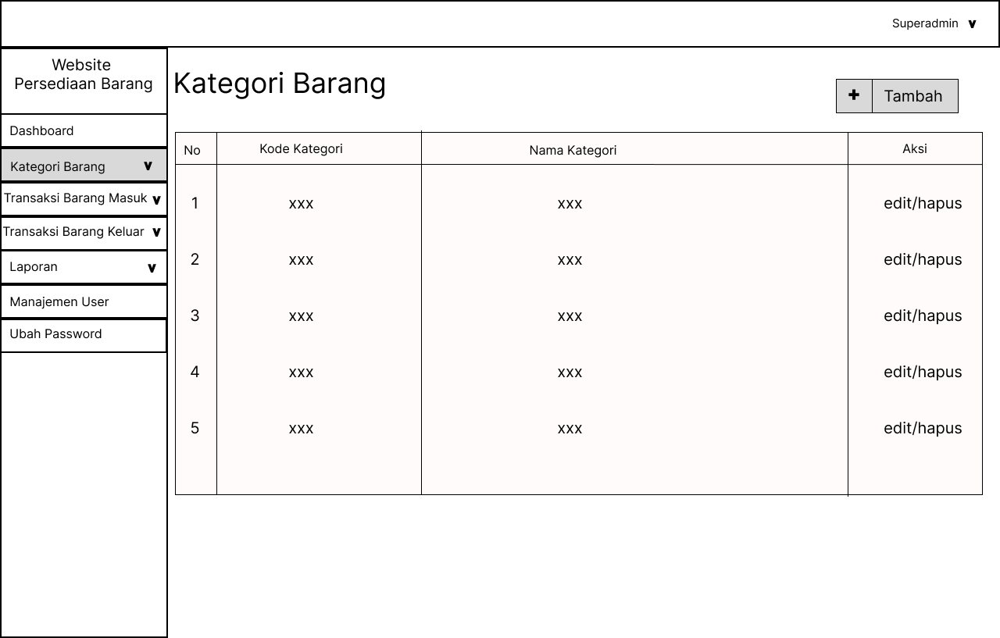 Superadmin v
Website
Persediaan Barang
Kategori Barang
+ Tambah
Dashboard
Kategori Barang v
Transaksi Barang Masuk v
Transaksi Barang Keluar v
Laporan v
Manajemen User
Ubah Password
No Kode Kategori Nama Kategori Aksi
1 xxx xxx edit/hapus
2 xxx xxx edit/hapus
3 xxx xxx edit/hapus
4 xxx xxx edit/hapus
5 xxx xxx edit/hapus